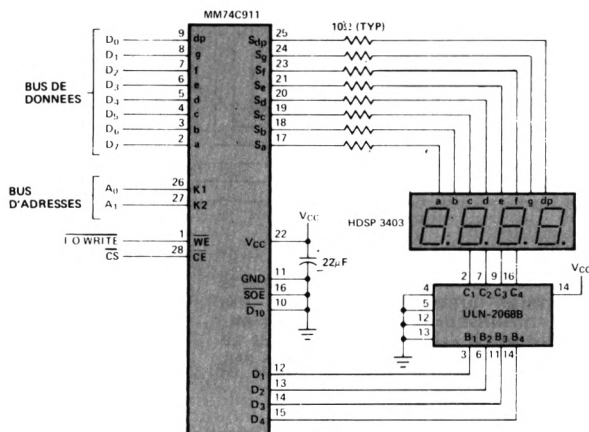 MM74C911
BUS DE
DONNEES
D0 9 dp
D1 8 g
D2 7 f
D3 6 e
D4 5 d
D5 4 c
D6 3 b
D7 2 a
BUS
D'ADRESSES
A0 26 K1
A1 27 K2
I O WRITE 1 WE
CS 28 CE
Sdp 25
Sg 24
Sf 23
Se 21
Sd 20
Sc 19
Sb 18
Sa 17
10Ω (TYP)
VCC 22
VCC
22µF
GND 11
SOE 16
D10 10
D1 12
D2 13
D3 14
D4 15
a b c d e f g dp
HDSP 3403
8.8.8.8.
2 7 9 16
C1 C2 C3 C4
VCC
14
4
5
12
13
ULN-2068B
B1 B2 B3 B4
3 6 11 14